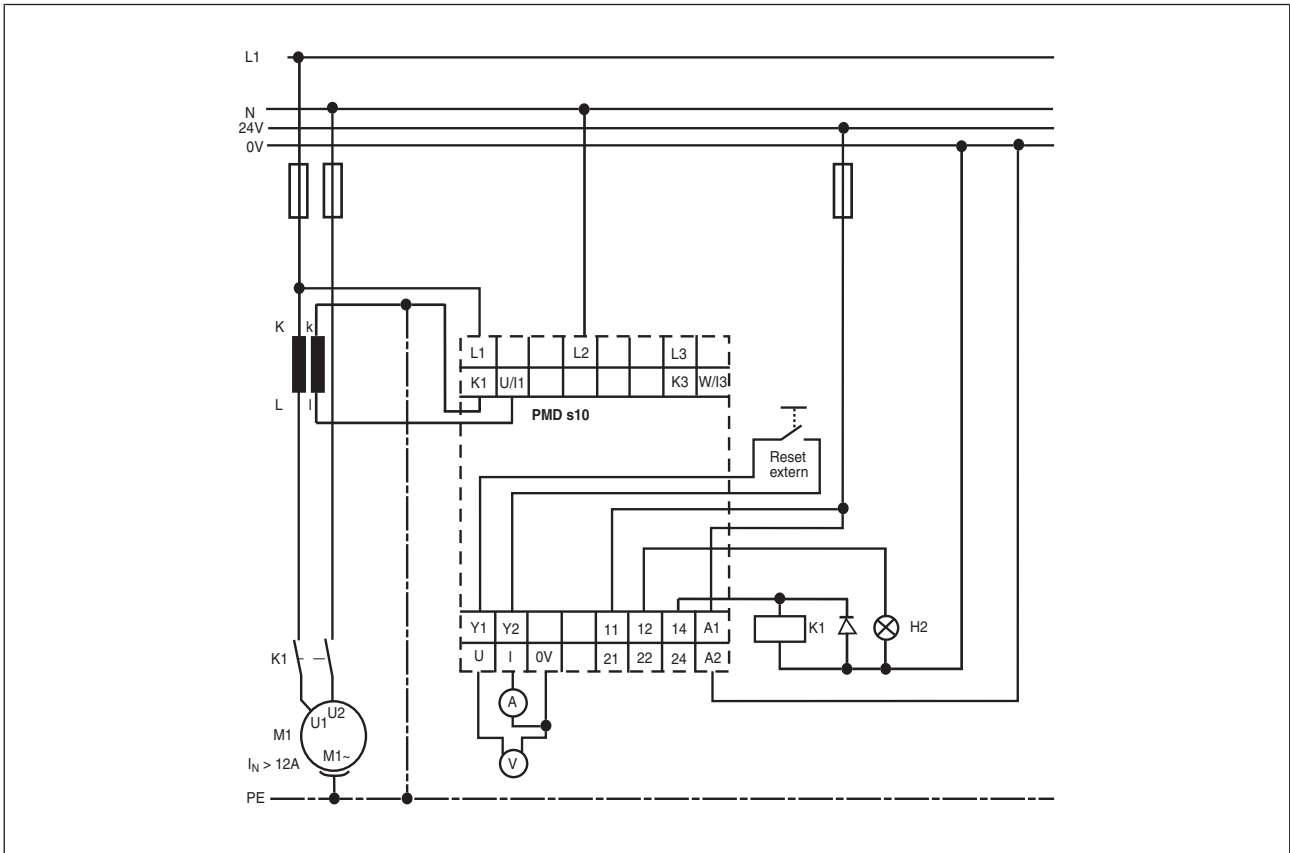 L1
N
24V
0V
K k
L1 L2 L3
K1 U/I1 K3 W/I3
L l
PMD s10
Reset
extern
Y1 Y2 11 12 14 A1
K1 H2
U I 0V 21 22 24 A2
K1
A
U1 U2
M1
M1~
IN > 12A
V
PE